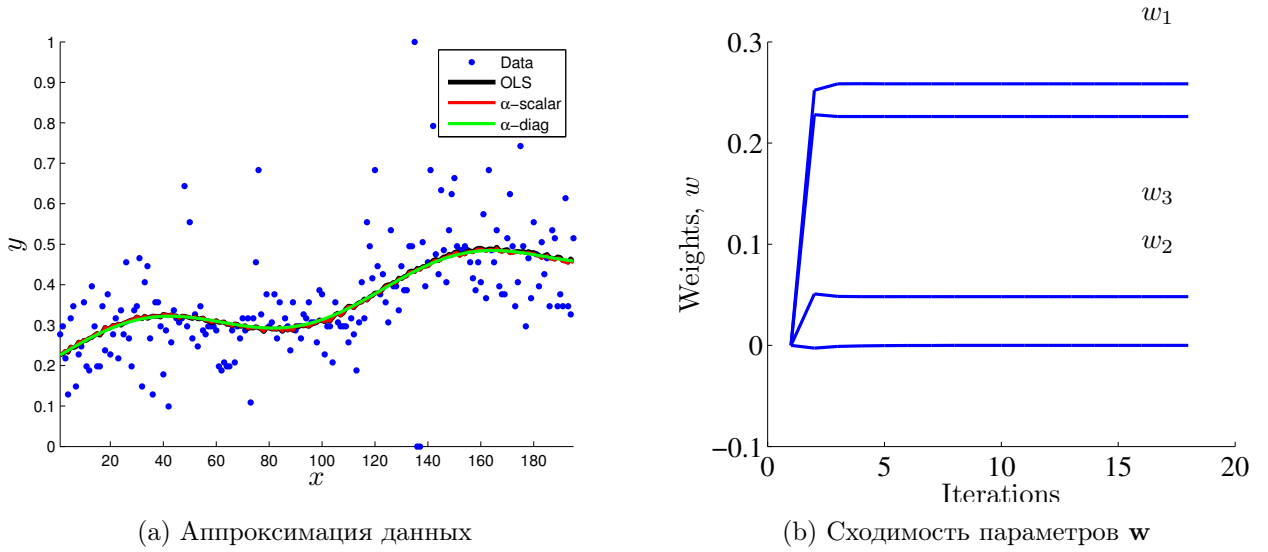 1
0.9
0.8
0.7
0.6
0.5
0.4
0.3
0.2
0.1
0
y
20 40 60 80 100 120 140 160 180
x
Data
OLS
α−scalar
α−diag
(a) Аппроксимация данных
w1
0.3
0.2
0.1
0
−0.1
Weights, w
w3
w2
0 5 10 15 20
Iterations
(b) Сходимость параметров w